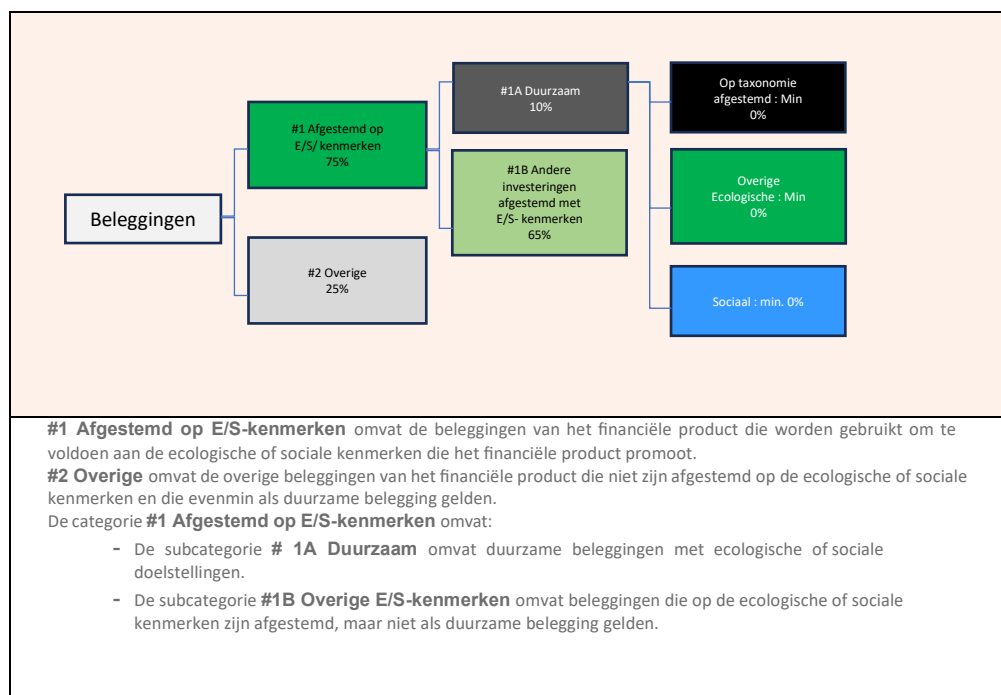 Beleggingen
#1 Afgestemd op
E/S/ kenmerken
75%
#2 Overige
25%
#1A Duurzaam
10%
#1B Andere
investeringen
afgestemd met
E/S- kenmerken
65%
Op taxonomie
afgestemd : Min
0%
Overige
Ecologische : Min
0%
Sociaal : min. 0%
#1 Afgestemd op E/S-kenmerken omvat de beleggingen van het financiële product die worden gebruikt om te
voldoen aan de ecologische of sociale kenmerken die het financiële product promoot.
#2 Overige omvat de overige beleggingen van het financiële product die niet zijn afgestemd op de ecologische of sociale
kenmerken en die evenmin als duurzame belegging gelden.
De categorie #1 Afgestemd op E/S-kenmerken omvat:
- De subcategorie # 1A Duurzaam omvat duurzame beleggingen met ecologische of sociale
doelstellingen.
- De subcategorie #1B Overige E/S-kenmerken omvat beleggingen die op de ecologische of sociale
kenmerken zijn afgestemd, maar niet als duurzame belegging gelden.